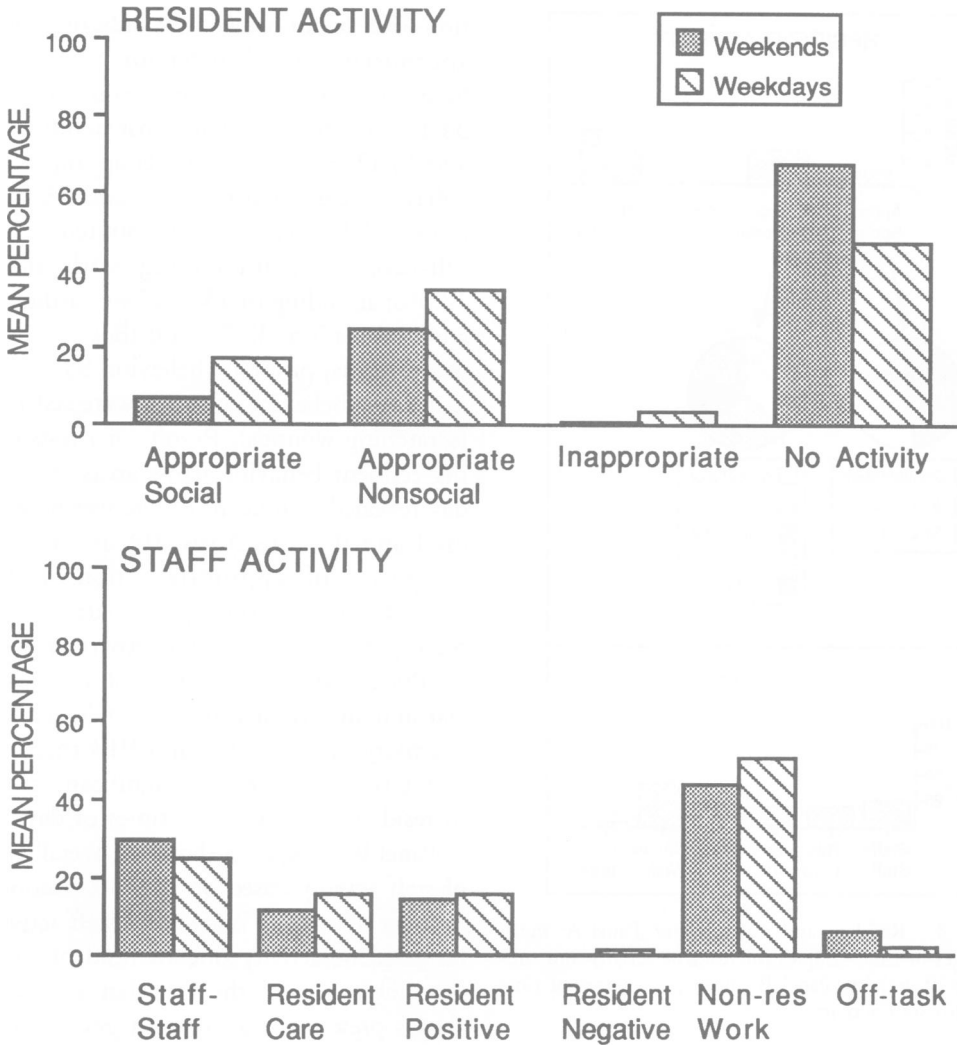 RESIDENT ACTIVITY
Weekends
Weekdays
MEAN PERCENTAGE
100
80
60
40
20
0
Appropriate Social
Appropriate Nonsocial
Inappropriate
No Activity
STAFF ACTIVITY
MEAN PERCENTAGE
100
80
60
40
20
0
Staff-
Staff
Resident
Care
Resident
Positive
Resident
Negative
Non-res
Work
Off-task